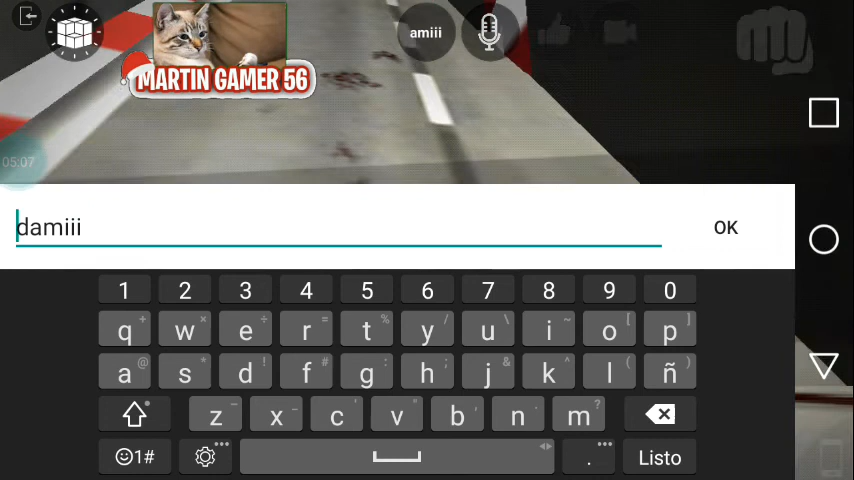 amiii
MARTIN GAMER 56
05:07
damiii
OK
1 2 3 4 5 6 7 8 9 0
q + w × e ÷ r = t % y / u \ i ~ o [ p ]
a @ s * d ! f # g : h ; j & k ^ l ( ñ )
z x c ' v " b , n . m ?
☺1# . Listo